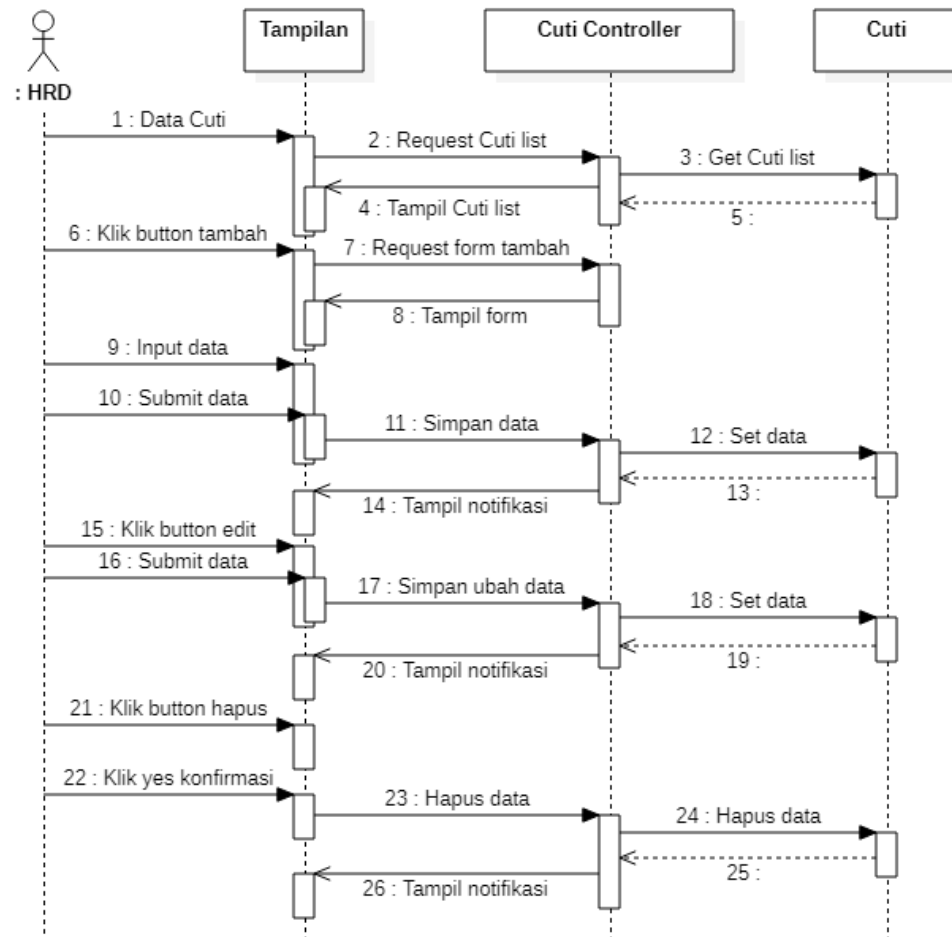 Tampilan
Cuti Controller
Cuti
: HRD
1 : Data Cuti
2 : Request Cuti list
3 : Get Cuti list
4 : Tampil Cuti list
5 :
6 : Klik button tambah
7 : Request form tambah
8 : Tampil form
9 : Input data
10 : Submit data
11 : Simpan data
12 : Set data
13 :
14 : Tampil notifikasi
15 : Klik button edit
16 : Submit data
17 : Simpan ubah data
18 : Set data
19 :
20 : Tampil notifikasi
21 : Klik button hapus
22 : Klik yes konfirmasi
23 : Hapus data
24 : Hapus data
25 :
26 : Tampil notifikasi